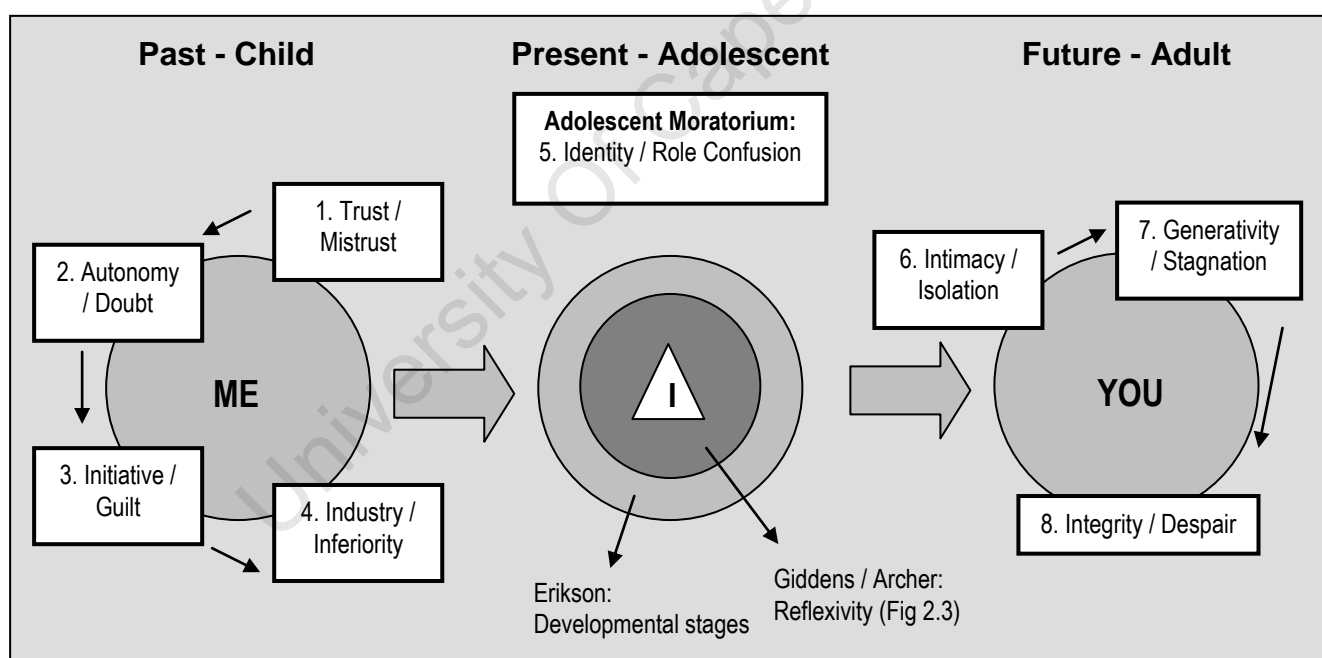 Past - Child
Present - Adolescent
Future - Adult
Adolescent Moratorium:
5. Identity / Role Confusion
1. Trust /
Mistrust
2. Autonomy
/ Doubt
3. Initiative /
Guilt
4. Industry /
Inferiority
ME
I
Erikson:
Developmental stages
Giddens / Archer:
Reflexivity (Fig 2.3)
6. Intimacy /
Isolation
7. Generativity
/ Stagnation
YOU
8. Integrity / Despair
University Of Cape